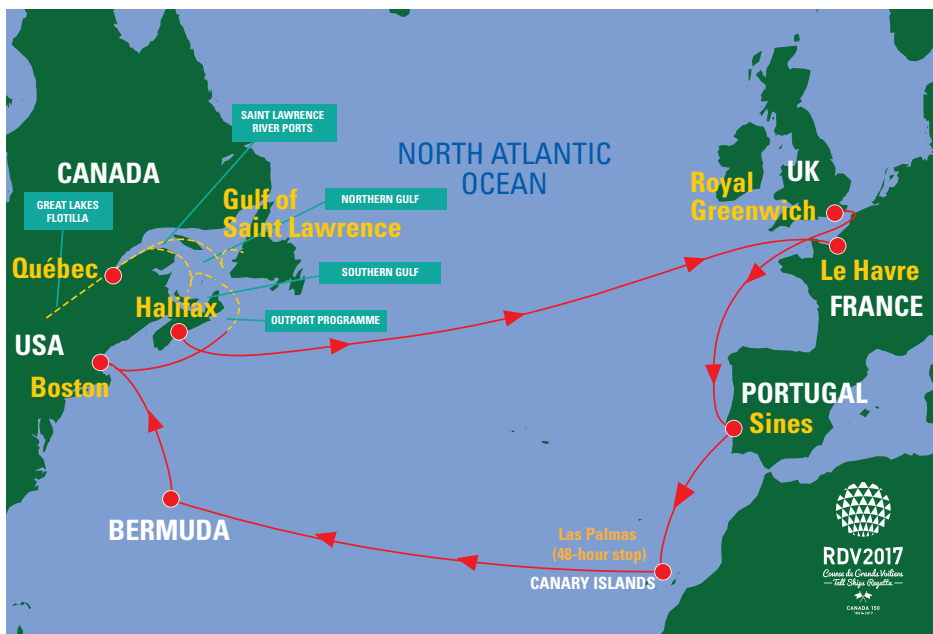 SAINT LAWRENCE
RIVER PORTS
NORTH ATLANTIC
OCEAN
CANADA
UK
GREAT LAKES
FLOTILLA
Gulf of
Saint Lawrence
NORTHERN GULF
Royal
Greenwich
Québec
SOUTHERN GULF
Le Havre
Halifax
OUTPORT PROGRAMME
FRANCE
USA
Boston
PORTUGAL
Sines
BERMUDA
Las Palmas
(48-hour stop)
CANARY ISLANDS
RDV2017
Course de Grands Voiliers
Tall Ships Regatta
CANADA 150
1867-2017